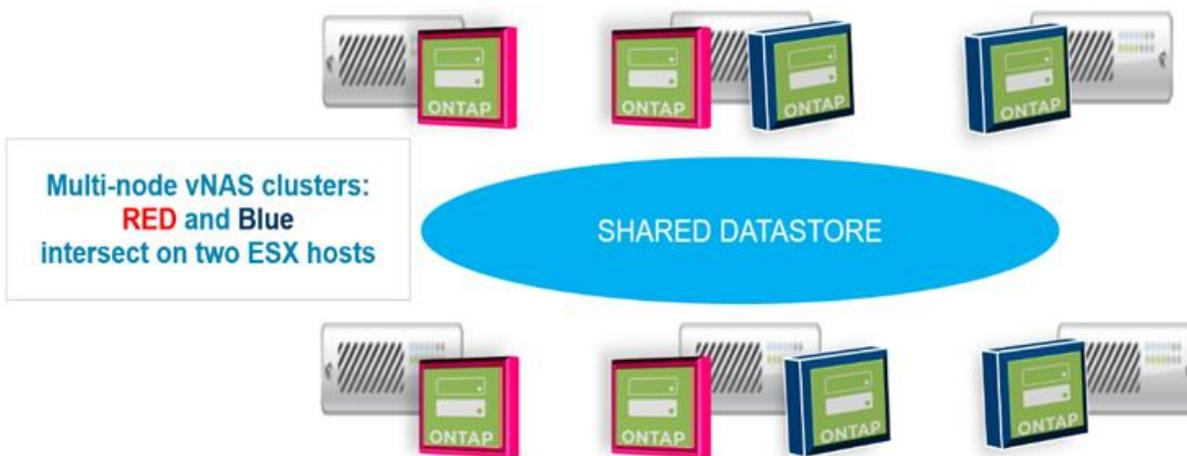 ONTAP
ONTAP
ONTAP
ONTAP
Multi-node vNAS clusters:
RED and Blue
intersect on two ESX hosts
SHARED DATASTORE
ONTAP
ONTAP
ONTAP
ONTAP